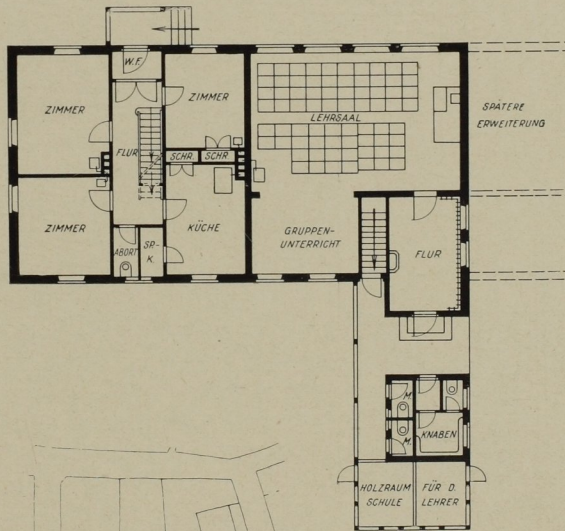 W.F.
ZIMMER
ZIMMER
LEHRSAAL
SPÄTERE
ERWEITERUNG
FLUR
SCHR.
SCHR
ZIMMER
KÜCHE
GRUPPEN-
UNTERRICHT
FLUR
ABORT
SP.-
K.
M.
M.
KNABEN
HOLZRAUM
SCHULE
FÜR D.
LEHRER